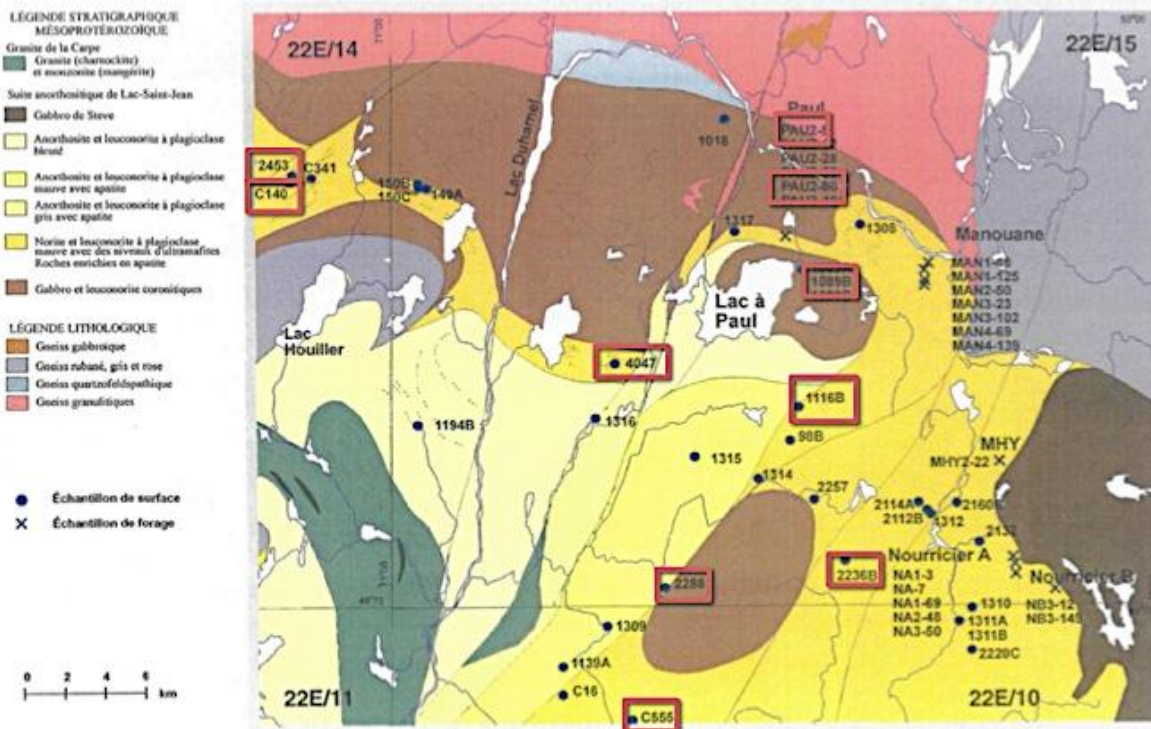 LÉGENDE STRATIGRAPHIQUE
MÉSOPROTÉROZOÏQUE
Granite de la Carpe
Granite (charnockite)
et monzonite (mangérite)
Suite anorthositique de Lac-Saint-Jean
Gabbro de Steve
Anorthosite et leuconorite à plagioclase
bleuté
Anorthosite et leuconorite à plagioclase
mauve avec apatite
Anorthosite et leuconorite à plagioclase
gris avec apatite
Norite et leuconorite à plagioclase
mauve avec des niveaux d'ultramafites
Roches enrichies en apatite
Gabbro et leuconorite coronitiques
LÉGENDE LITHOLOGIQUE
Gneiss gabbroïque
Gneiss rubané, gris et rose
Gneiss quartzofeldspathique
Gneiss granulitiques
Échantillon de surface
Échantillon de forage
0 2 4 6
km
22E/14
22E/15
71°00'
50°00'
Lac Duhamel
Paul
1018
PAU2-28
2453
C341
C140
150B
150C
149A
1317
1308
Manouane
MAN1-125
MAN2-50
MAN3-23
MAN3-102
MAN4-69
MAN4-139
1089B
Lac à
Paul
Lac
Houiller
4047
1116B
1194B
1316
98B
1315
1314
MHY
MHY2-22
2257
2114A
2112B
1312
Nourricier A
2236B
NA1-3
NA-7
NA1-69
NA2-48
NA3-50
Nourricier B
NB3-149
2288
1310
1311A
1311B
1309
1139A
C16
C555
22E/11
22E/10